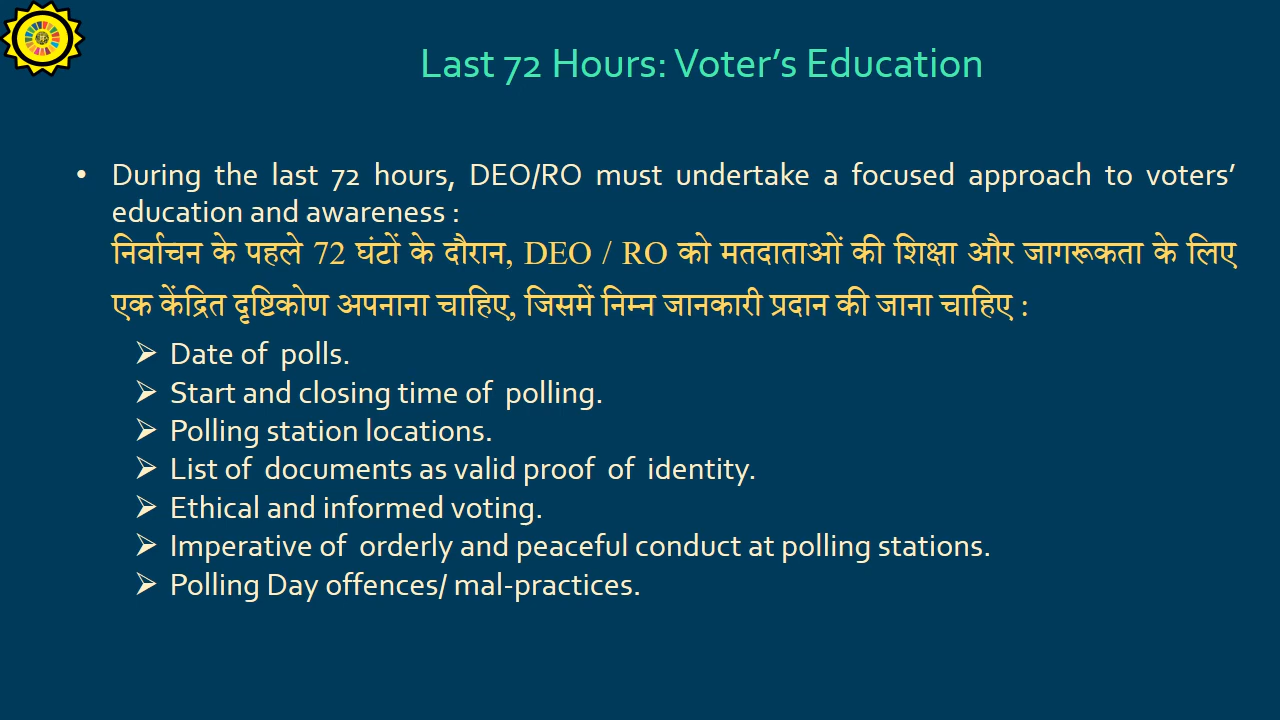 Last 72 Hours: Voter’s Education
• During the last 72 hours, DEO/RO must undertake a focused approach to voters’
education and awareness :
निर्वाचन के पहले 72 घंटों के दौरान, DEO / RO को मतदाताओं की शिक्षा और जागरूकता के लिए
एक केंद्रित दृष्टिकोण अपनाना चाहिए, जिसमें निम्न जानकारी प्रदान की जाना चाहिए :
➢ Date of polls.
➢ Start and closing time of polling.
➢ Polling station locations.
➢ List of documents as valid proof of identity.
➢ Ethical and informed voting.
➢ Imperative of orderly and peaceful conduct at polling stations.
➢ Polling Day offences/ mal-practices.